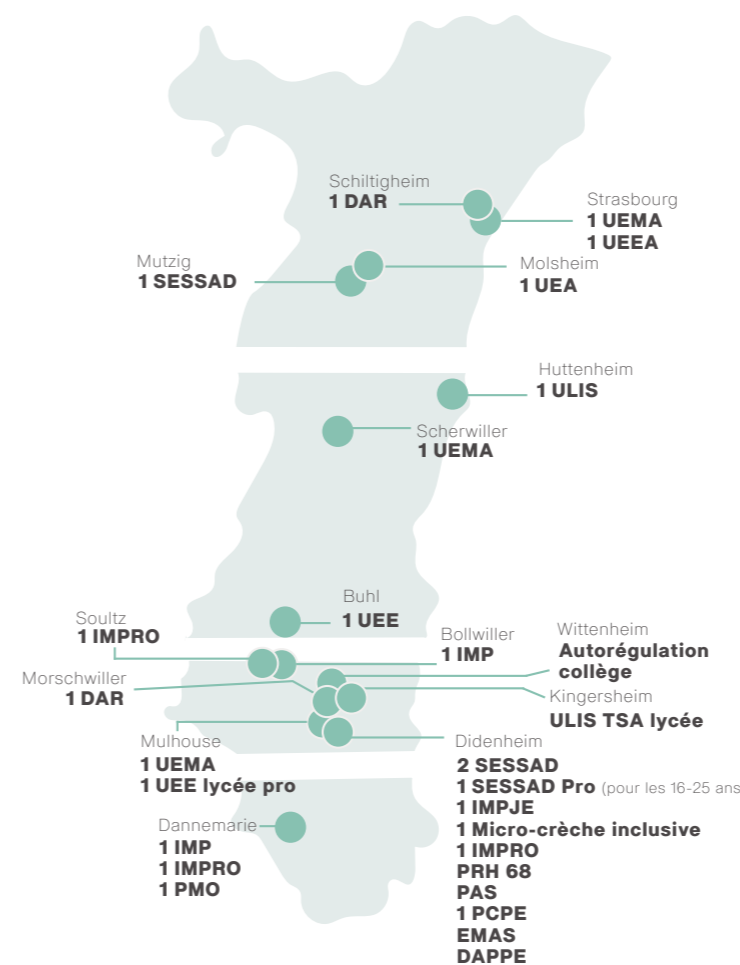 Schiltigheim
1 DAR
Strasbourg
1 UEMA
1 UEEA
Mutzig
1 SESSAD
Molsheim
1 UEA
Huttenheim
1 ULIS
Scherwiller
1 UEMA
Buhl
1 UEE
Soultz
1 IMPRO
Bollwiller
1 IMP
Wittenheim
Autorégulation
collège
Morschwiller
1 DAR
Kingersheim
ULIS TSA lycée
Mulhouse
1 UEMA
1 UEE lycée pro
Didenheim
2 SESSAD
1 SESSAD Pro (pour les 16-25 ans
1 IMPJE
1 Micro-crèche inclusive
1 IMPRO
PRH 68
PAS
1 PCPE
EMAS
DAPPE
Dannemarie
1 IMP
1 IMPRO
1 PMO